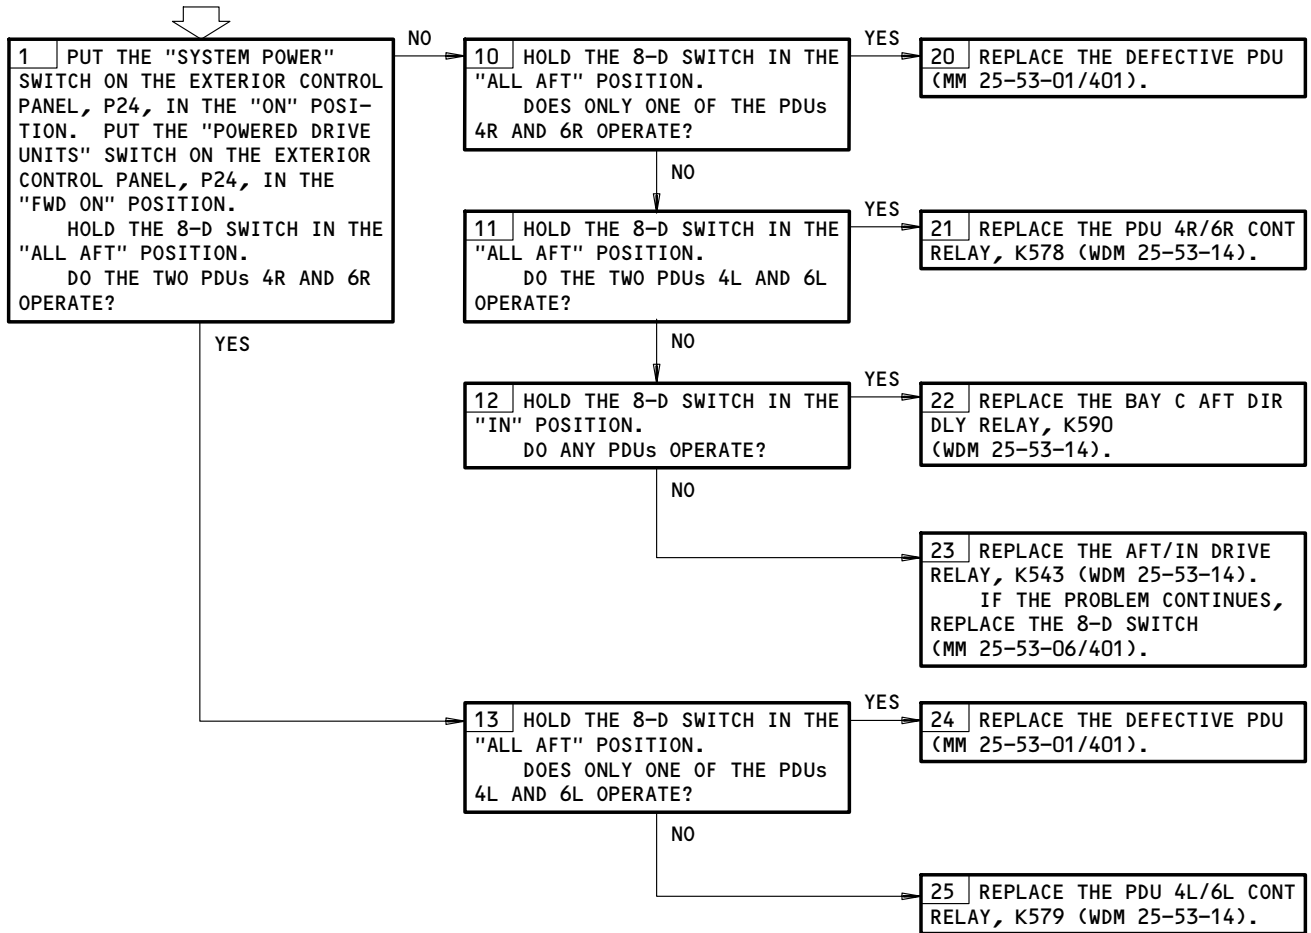 1 PUT THE "SYSTEM POWER"
SWITCH ON THE EXTERIOR CONTROL
PANEL, P24, IN THE "ON" POSI-
TION. PUT THE "POWERED DRIVE
UNITS" SWITCH ON THE EXTERIOR
CONTROL PANEL, P24, IN THE
"FWD ON" POSITION.
HOLD THE 8-D SWITCH IN THE
"ALL AFT" POSITION.
DO THE TWO PDUs 4R AND 6R
OPERATE?
NO
YES
10 HOLD THE 8-D SWITCH IN THE
"ALL AFT" POSITION.
DOES ONLY ONE OF THE PDUs
4R AND 6R OPERATE?
YES
NO
20 REPLACE THE DEFECTIVE PDU
(MM 25-53-01/401).
11 HOLD THE 8-D SWITCH IN THE
"ALL AFT" POSITION.
DO THE TWO PDUs 4L AND 6L
OPERATE?
YES
NO
21 REPLACE THE PDU 4R/6R CONT
RELAY, K578 (WDM 25-53-14).
12 HOLD THE 8-D SWITCH IN THE
"IN" POSITION.
DO ANY PDUs OPERATE?
YES
NO
22 REPLACE THE BAY C AFT DIR
DLY RELAY, K590
(WDM 25-53-14).
23 REPLACE THE AFT/IN DRIVE
RELAY, K543 (WDM 25-53-14).
IF THE PROBLEM CONTINUES,
REPLACE THE 8-D SWITCH
(MM 25-53-06/401).
13 HOLD THE 8-D SWITCH IN THE
"ALL AFT" POSITION.
DOES ONLY ONE OF THE PDUs
4L AND 6L OPERATE?
YES
NO
24 REPLACE THE DEFECTIVE PDU
(MM 25-53-01/401).
25 REPLACE THE PDU 4L/6L CONT
RELAY, K579 (WDM 25-53-14).